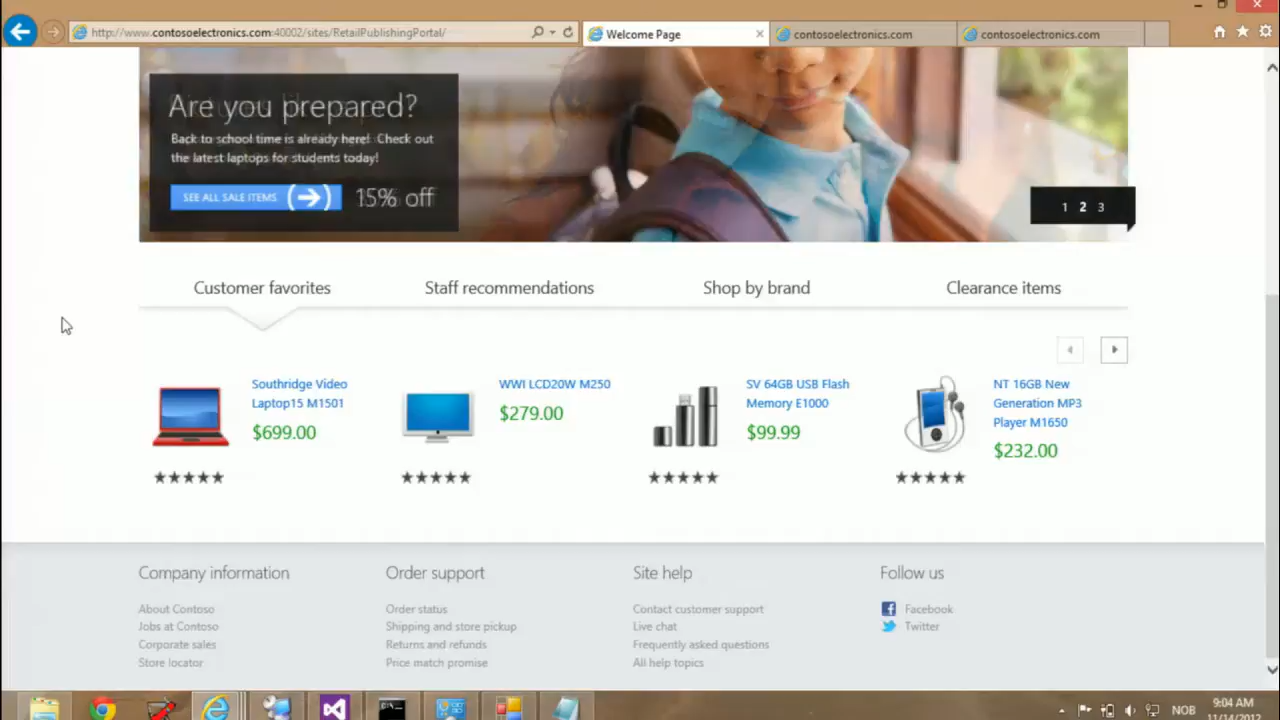 http://www.contosoelectronics.com:40002/sites/RetailPublishingPortal/
Welcome Page
contosoelectronics.com
contosoelectronics.com
Are you prepared?
Back to school time is already here! Check out
the latest laptops for students today!
SEE ALL SALE ITEMS
15% off
1 2 3
Customer favorites
Staff recommendations
Shop by brand
Clearance items
Southridge Video
Laptop15 M1501
$699.00
WWI LCD20W M250
$279.00
SV 64GB USB Flash
Memory E1000
$99.99
NT 16GB New
Generation MP3
Player M1650
$232.00
Company information
About Contoso
Jobs at Contoso
Corporate sales
Store locator
Order support
Order status
Shipping and store pickup
Returns and refunds
Price match promise
Site help
Contact customer support
Live chat
Frequently asked questions
All help topics
Follow us
Facebook
Twitter
NOB
9:04 AM
11/14/2012